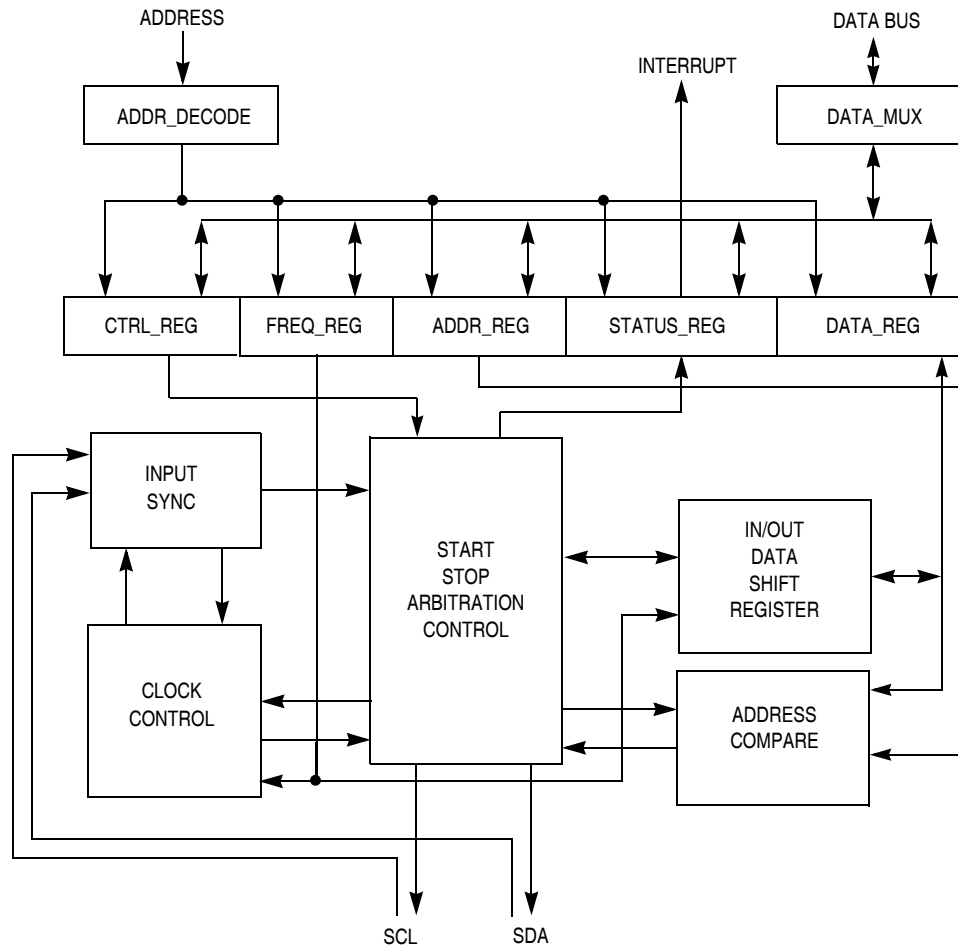 ADDRESS
DATA BUS
INTERRUPT
ADDR_DECODE
DATA_MUX
CTRL_REG
FREQ_REG
ADDR_REG
STATUS_REG
DATA_REG
INPUT
SYNC
START
STOP
ARBITRATION
CONTROL
IN/OUT
DATA
SHIFT
REGISTER
CLOCK
CONTROL
ADDRESS
COMPARE
SCL
SDA